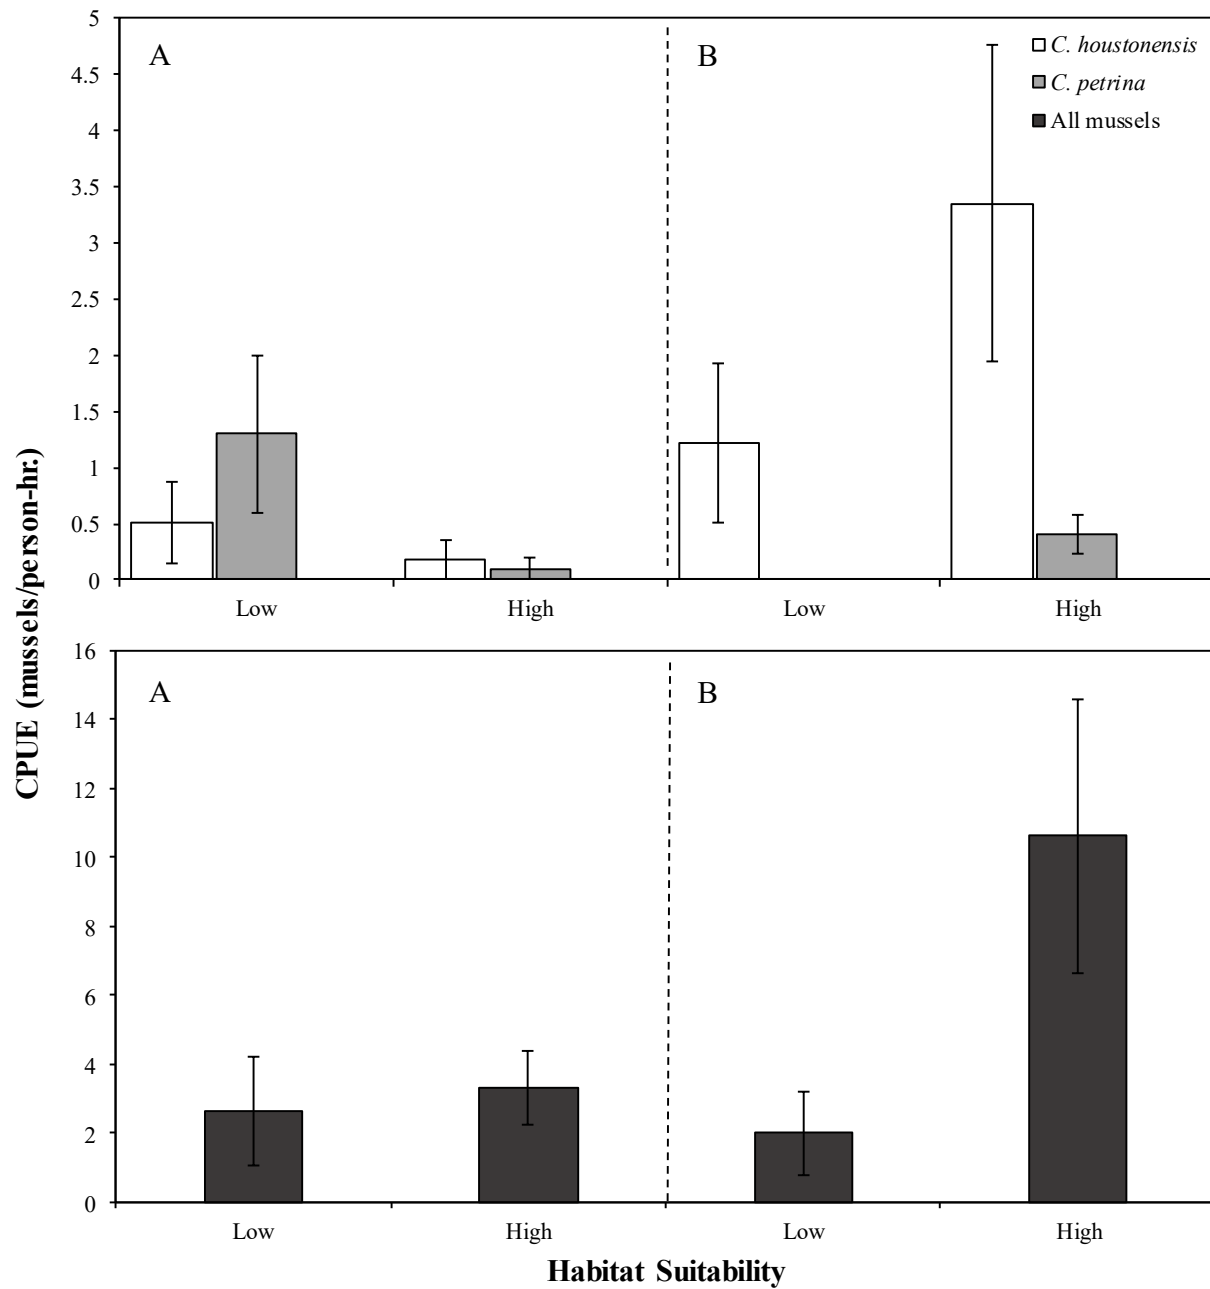 5
4.5
4
3.5
3
2.5
2
1.5
1
0.5
0
A
B
C. houstonensis
C. petrina
All mussels
Low
High
Low
High
CPUE (mussels/person-hr.)
16
14
12
10
8
6
4
2
0
A
B
Low
High
Low
High
Habitat Suitability